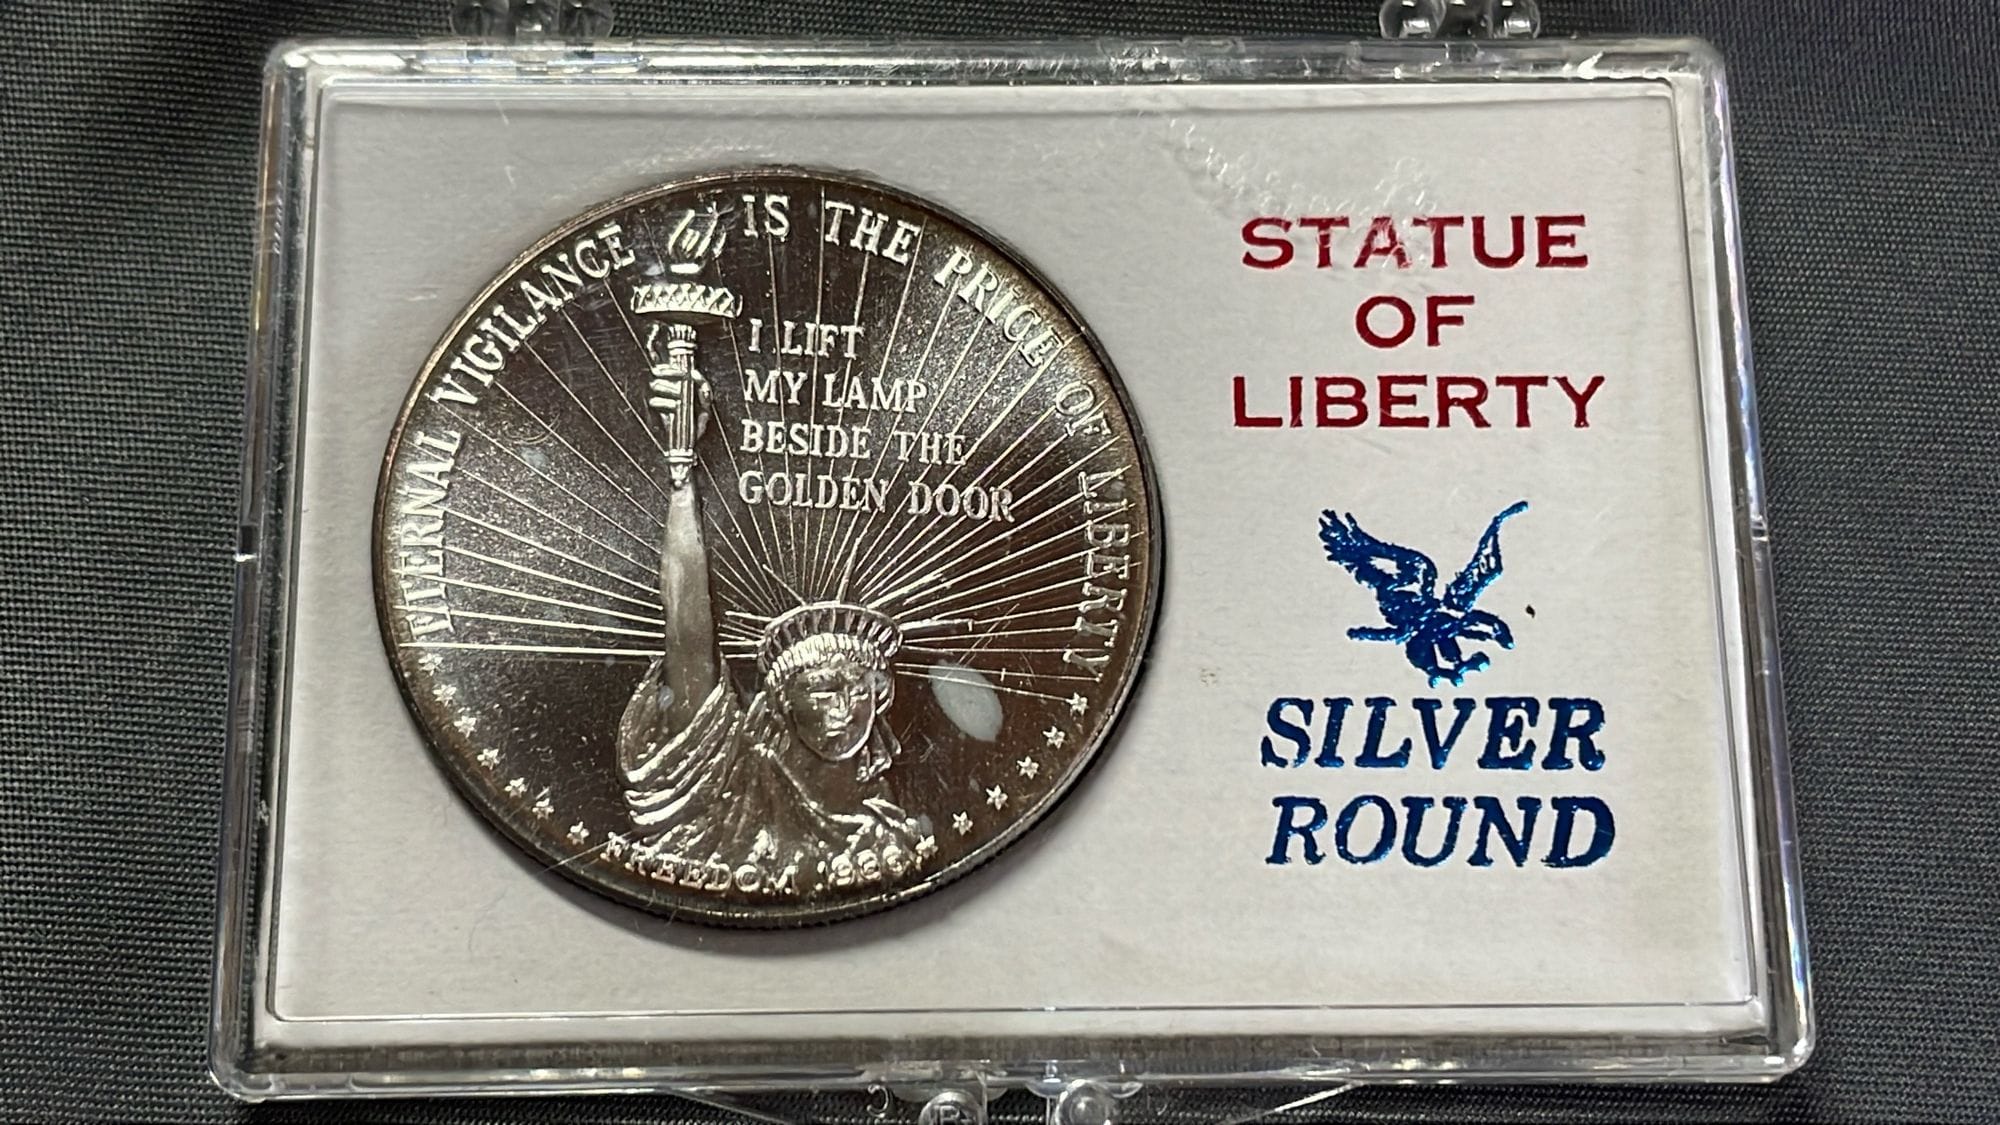 ETERNAL VIGILANCE IS THE PRICE OF LIBERTY
I LIFT
MY LAMP
BESIDE THE
GOLDEN DOOR
FREEDOM 1986
STATUE
OF
LIBERTY
SILVER
ROUND